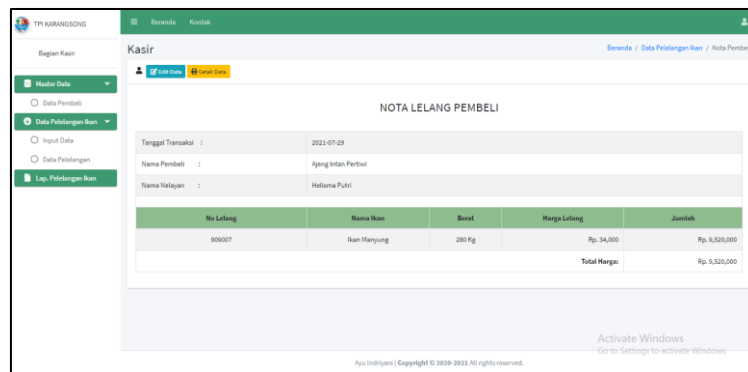 TPI KARANGSONG
Beranda Kontak
Bagian Kasir
Kasir
Beranda / Data Pelelangan Ikan / Nota Pembe
Edit Data Cetak Data
Master Data
Data Pembeli
Data Pelelangan Ikan
Input Data
Data Pelelangan
Lap. Pelelangan Ikan
NOTA LELANG PEMBELI
Tanggal Transaksi : 2021-07-29
Nama Pembeli : Ajeng Intan Pertiwi
Nama Nelayan : Helisma Putri
No Lelang Nama Ikan Berat Harga Lelang Jumlah
909007 Ikan Manyung 280 Kg Rp. 34,000 Rp. 9,520,000
Total Harga: Rp. 9,520,000
Activate Windows
Go to Settings to activate Windows.
Ayu Indriyani | Copyright © 2020-2021 All rights reserved.